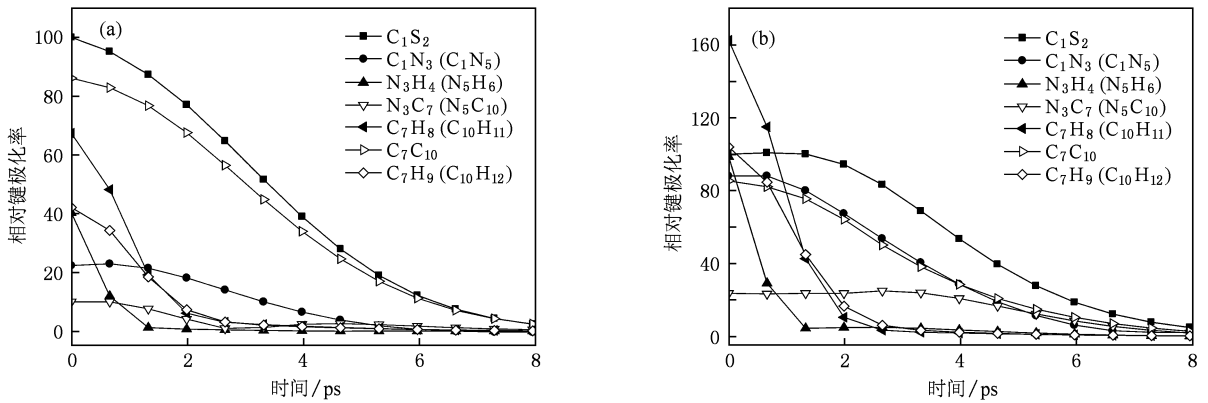 (a)
C₁S₂
C₁N₃ (C₁N₅)
N₃H₄ (N₅H₆)
N₃C₇ (N₅C₁₀)
C₇H₈ (C₁₀H₁₁)
C₇C₁₀
C₇H₉ (C₁₀H₁₂)
100
80
60
40
20
0
相对键极化率
0
2
4
6
8
时间/ps
(b)
C₁S₂
C₁N₃ (C₁N₅)
N₃H₄ (N₅H₆)
N₃C₇ (N₅C₁₀)
C₇H₈ (C₁₀H₁₁)
C₇C₁₀
C₇H₉ (C₁₀H₁₂)
160
120
80
40
0
相对键极化率
0
2
4
6
8
时间/ps